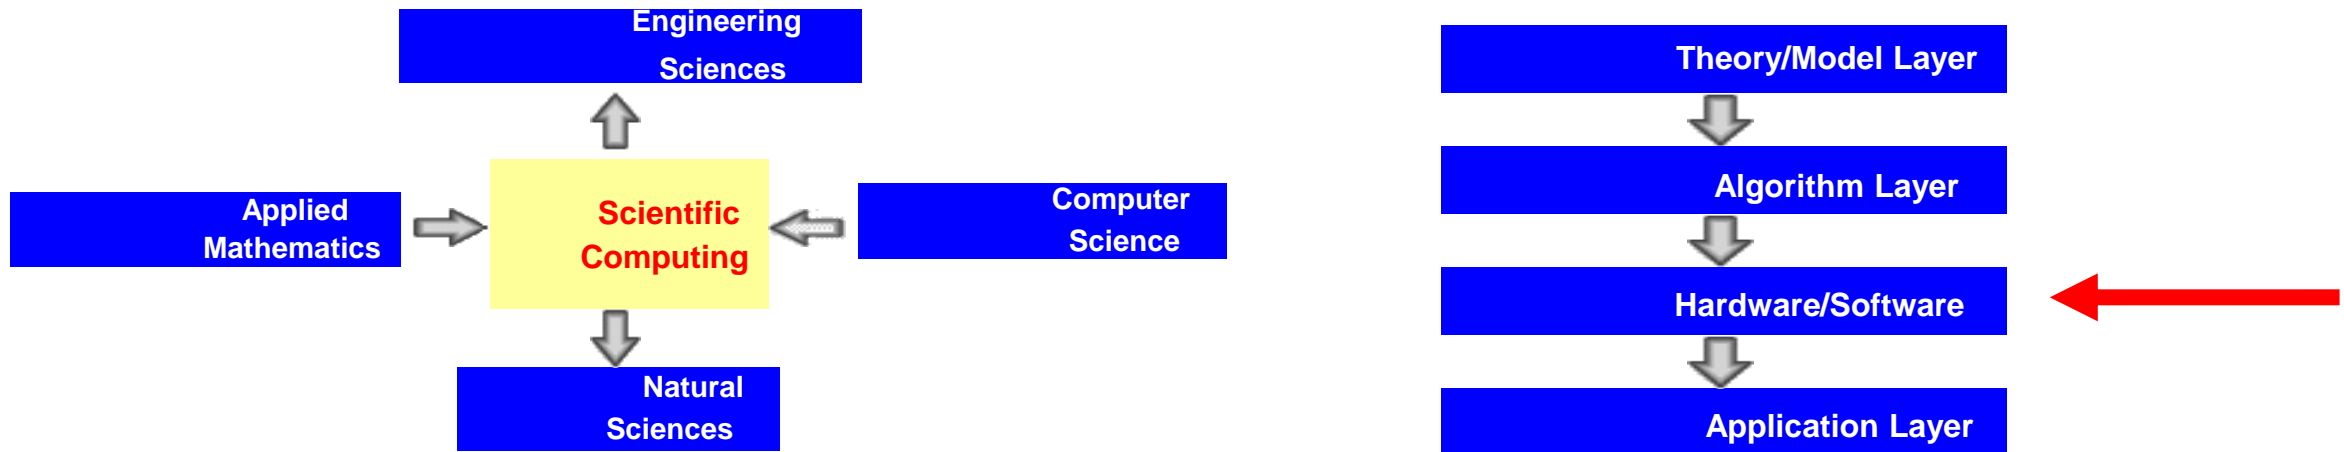 Engineering
Sciences
Applied
Mathematics
Scientific
Computing
Computer
Science
Natural
Sciences
Theory/Model Layer
Algorithm Layer
Hardware/Software
Application Layer